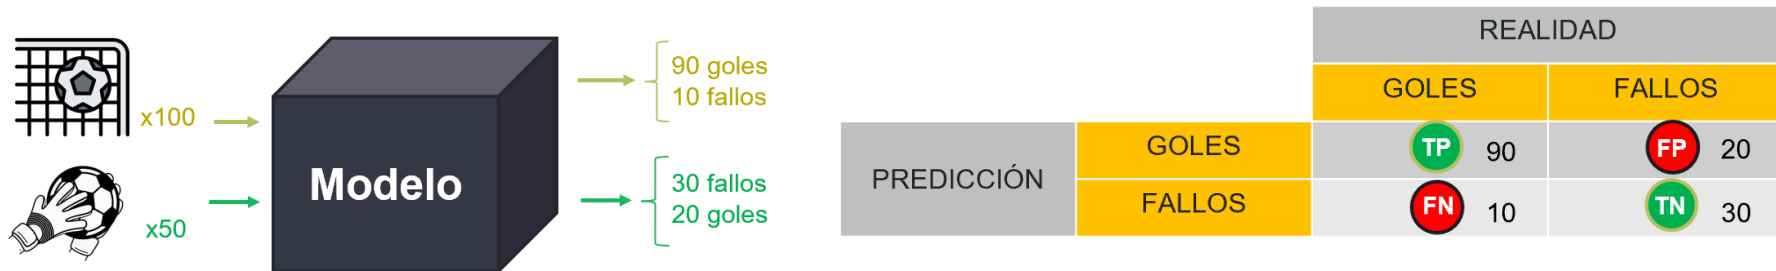 x100
x50
Modelo
90 goles
10 fallos
30 fallos
20 goles
REALIDAD
GOLES FALLOS
PREDICCIÓN
GOLES TP 90 FP 20
FALLOS FN 10 TN 30